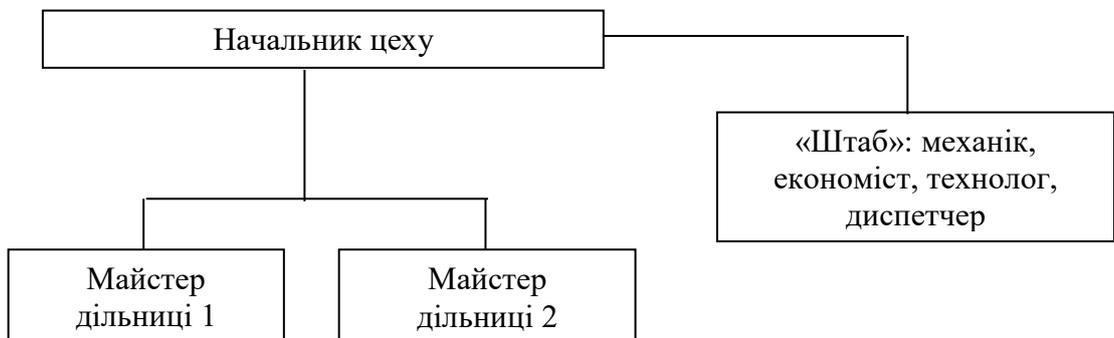 Начальник цеху
«Штаб»: механік,
економіст, технолог,
диспетчер
Майстер
дільниці 1
Майстер
дільниці 2